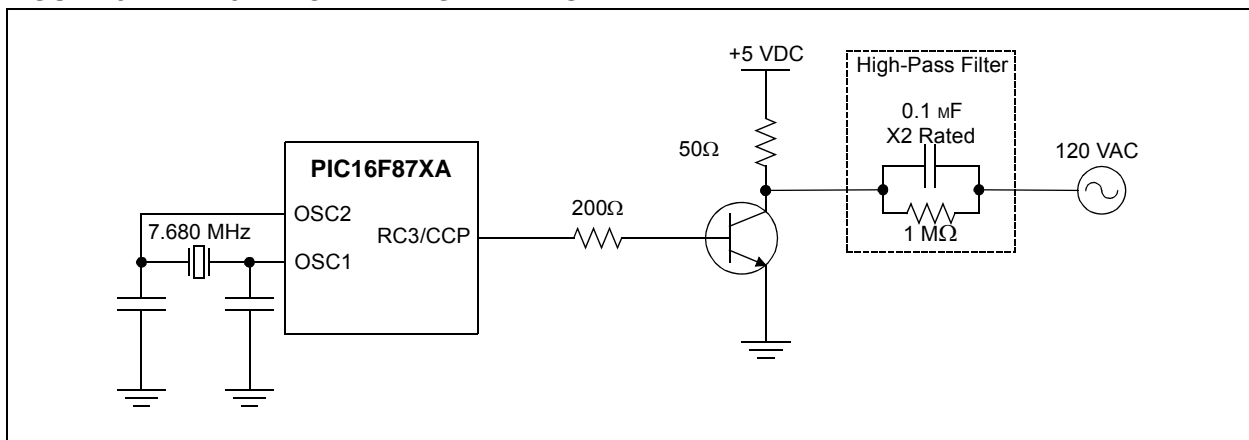 +5 VDC
High-Pass Filter
0.1 мF
X2 Rated
50Ω
120 VAC
PIC16F87XA
OSC2
200Ω
7.680 MHz
RC3/CCP
OSC1
1 MΩ